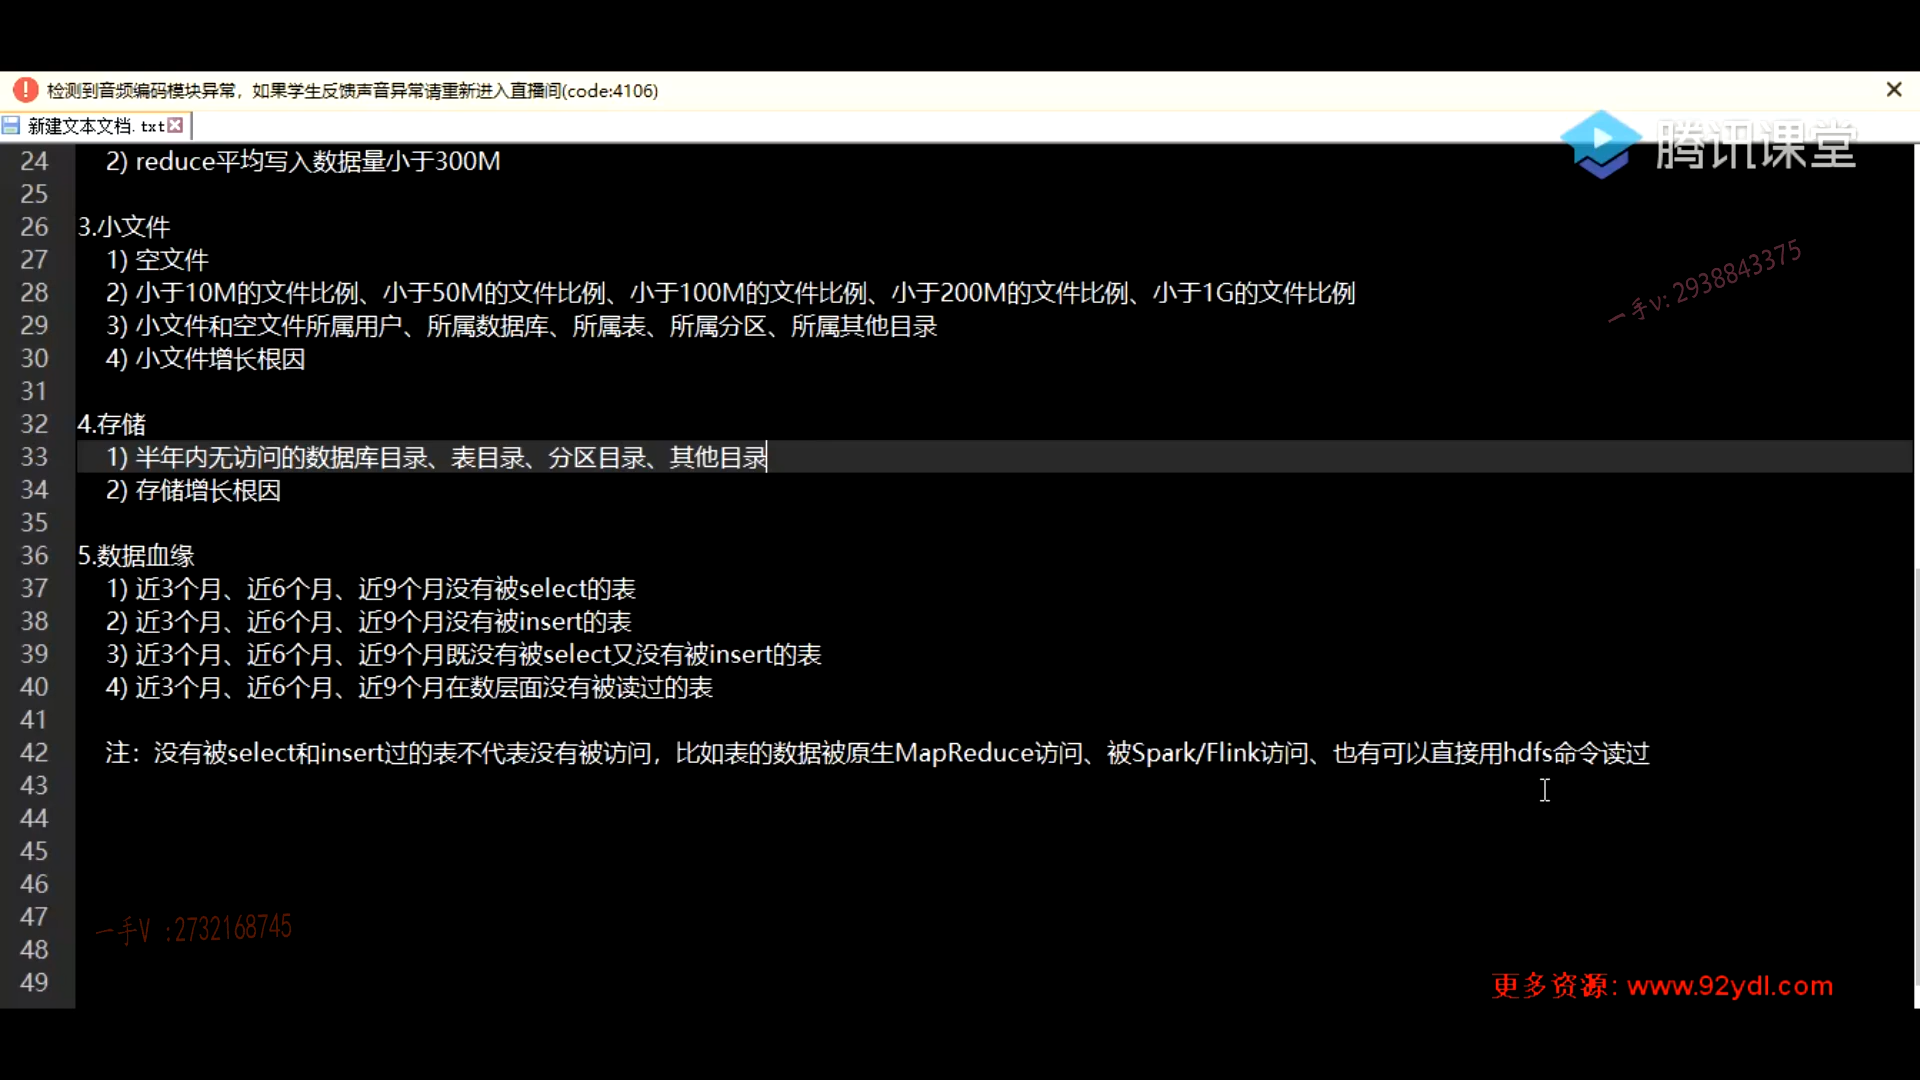 检测到音频编码模块异常，如果学生反馈声音异常请重新进入直播间(code:4106)
新建文本文档.txt
腾讯课堂
24 2) reduce平均写入数据量小于300M
25
26 3.小文件
27 1) 空文件
28 2) 小于10M的文件比例、小于50M的文件比例、小于100M的文件比例、小于200M的文件比例、小于1G的文件比例
一手v:2938843375
29 3) 小文件和空文件所属用户、所属数据库、所属表、所属分区、所属其他目录
30 4) 小文件增长根因
31
32 4.存储
33 1) 半年内无访问的数据库目录、表目录、分区目录、其他目录
34 2) 存储增长根因
35
36 5.数据血缘
37 1) 近3个月、近6个月、近9个月没有被select的表
38 2) 近3个月、近6个月、近9个月没有被insert的表
39 3) 近3个月、近6个月、近9个月既没有被select又没有被insert的表
40 4) 近3个月、近6个月、近9个月在数层面没有被读过的表
41
42 注：没有被select和insert过的表不代表没有被访问，比如表的数据被原生MapReduce访问、被Spark/Flink访问、也有可以直接用hdfs命令读过
43
44
45
46
47
一手V :2732168745
48
49
更多资源：www.92ydl.com